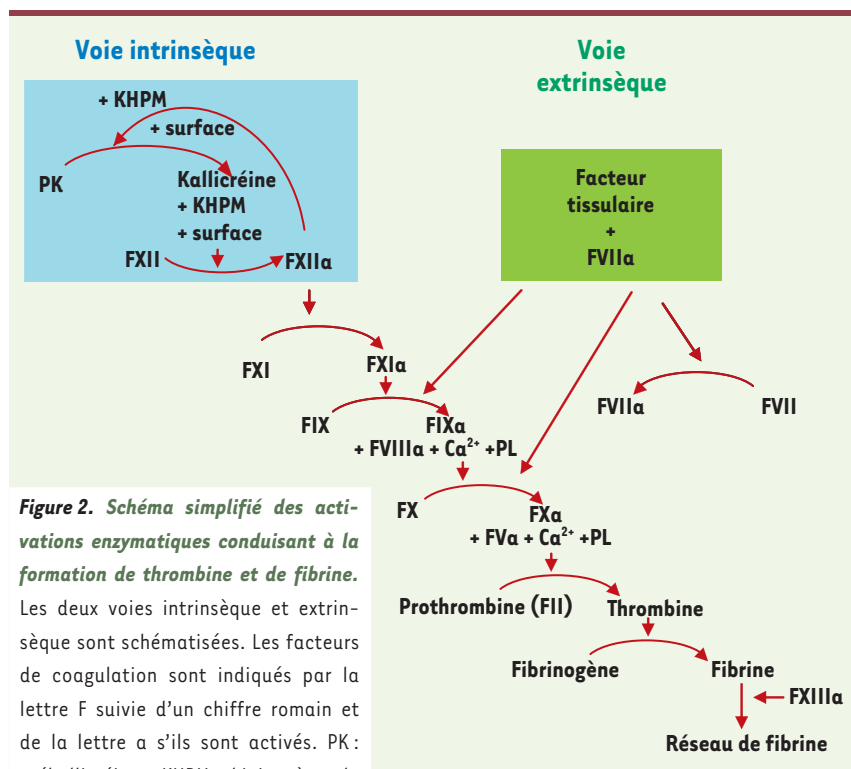 Voie intrinsèque
Voie
extrinsèque
+ KHPM
+ surface
PK
Kallicréine
+ KHPM
+ surface
FXII
FXIIa
Facteur
tissulaire
+
FVIIa
FXI
FXIa
FVIIa
FVII
FIX
FIXa
+ FVIIIa + Ca²⁺ +PL
FX
FXa
+ FVa + Ca²⁺ +PL
Prothrombine (FII)
Thrombine
Fibrinogène
Fibrine
FXIIIa
Réseau de fibrine
Figure 2. Schéma simplifié des acti-
vations enzymatiques conduisant à la
formation de thrombine et de fibrine.
Les deux voies intrinsèque et extrin-
sèque sont schématisées. Les facteurs
de coagulation sont indiqués par la
lettre F suivie d'un chiffre romain et
de la lettre a s'ils sont activés. PK :